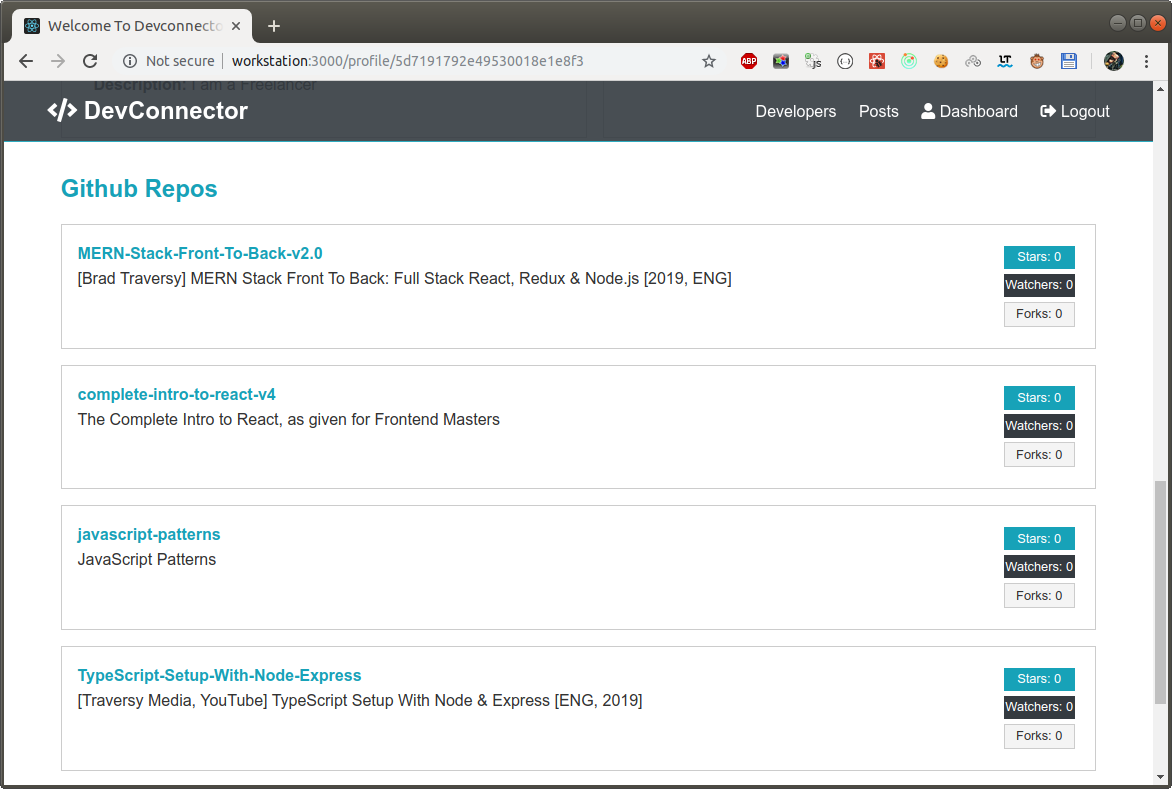 Welcome To Devconnecto
Not secure
workstation:3000/profile/5d7191792e49530018e1e8f3
ABP
JS
LT
Description: I am a Freelancer
</> DevConnector
Developers
Posts
Dashboard
Logout
Github Repos
MERN-Stack-Front-To-Back-v2.0
[Brad Traversy] MERN Stack Front To Back: Full Stack React, Redux & Node.js [2019, ENG]
Stars: 0
Watchers: 0
Forks: 0
complete-intro-to-react-v4
The Complete Intro to React, as given for Frontend Masters
Stars: 0
Watchers: 0
Forks: 0
javascript-patterns
JavaScript Patterns
Stars: 0
Watchers: 0
Forks: 0
TypeScript-Setup-With-Node-Express
[Traversy Media, YouTube] TypeScript Setup With Node & Express [ENG, 2019]
Stars: 0
Watchers: 0
Forks: 0